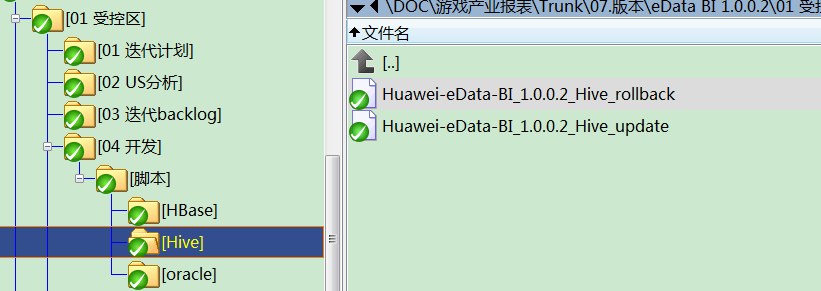 [01 受控区]
[01 迭代计划]
[02 US分析]
[03 迭代backlog]
[04 开发]
[脚本]
[HBase]
[Hive]
[oracle]
\DOC\游戏产业报表\Trunk\07.版本\eData BI 1.0.0.2\01 受
文件名
[..]
Huawei-eData-BI_1.0.0.2_Hive_rollback
Huawei-eData-BI_1.0.0.2_Hive_update